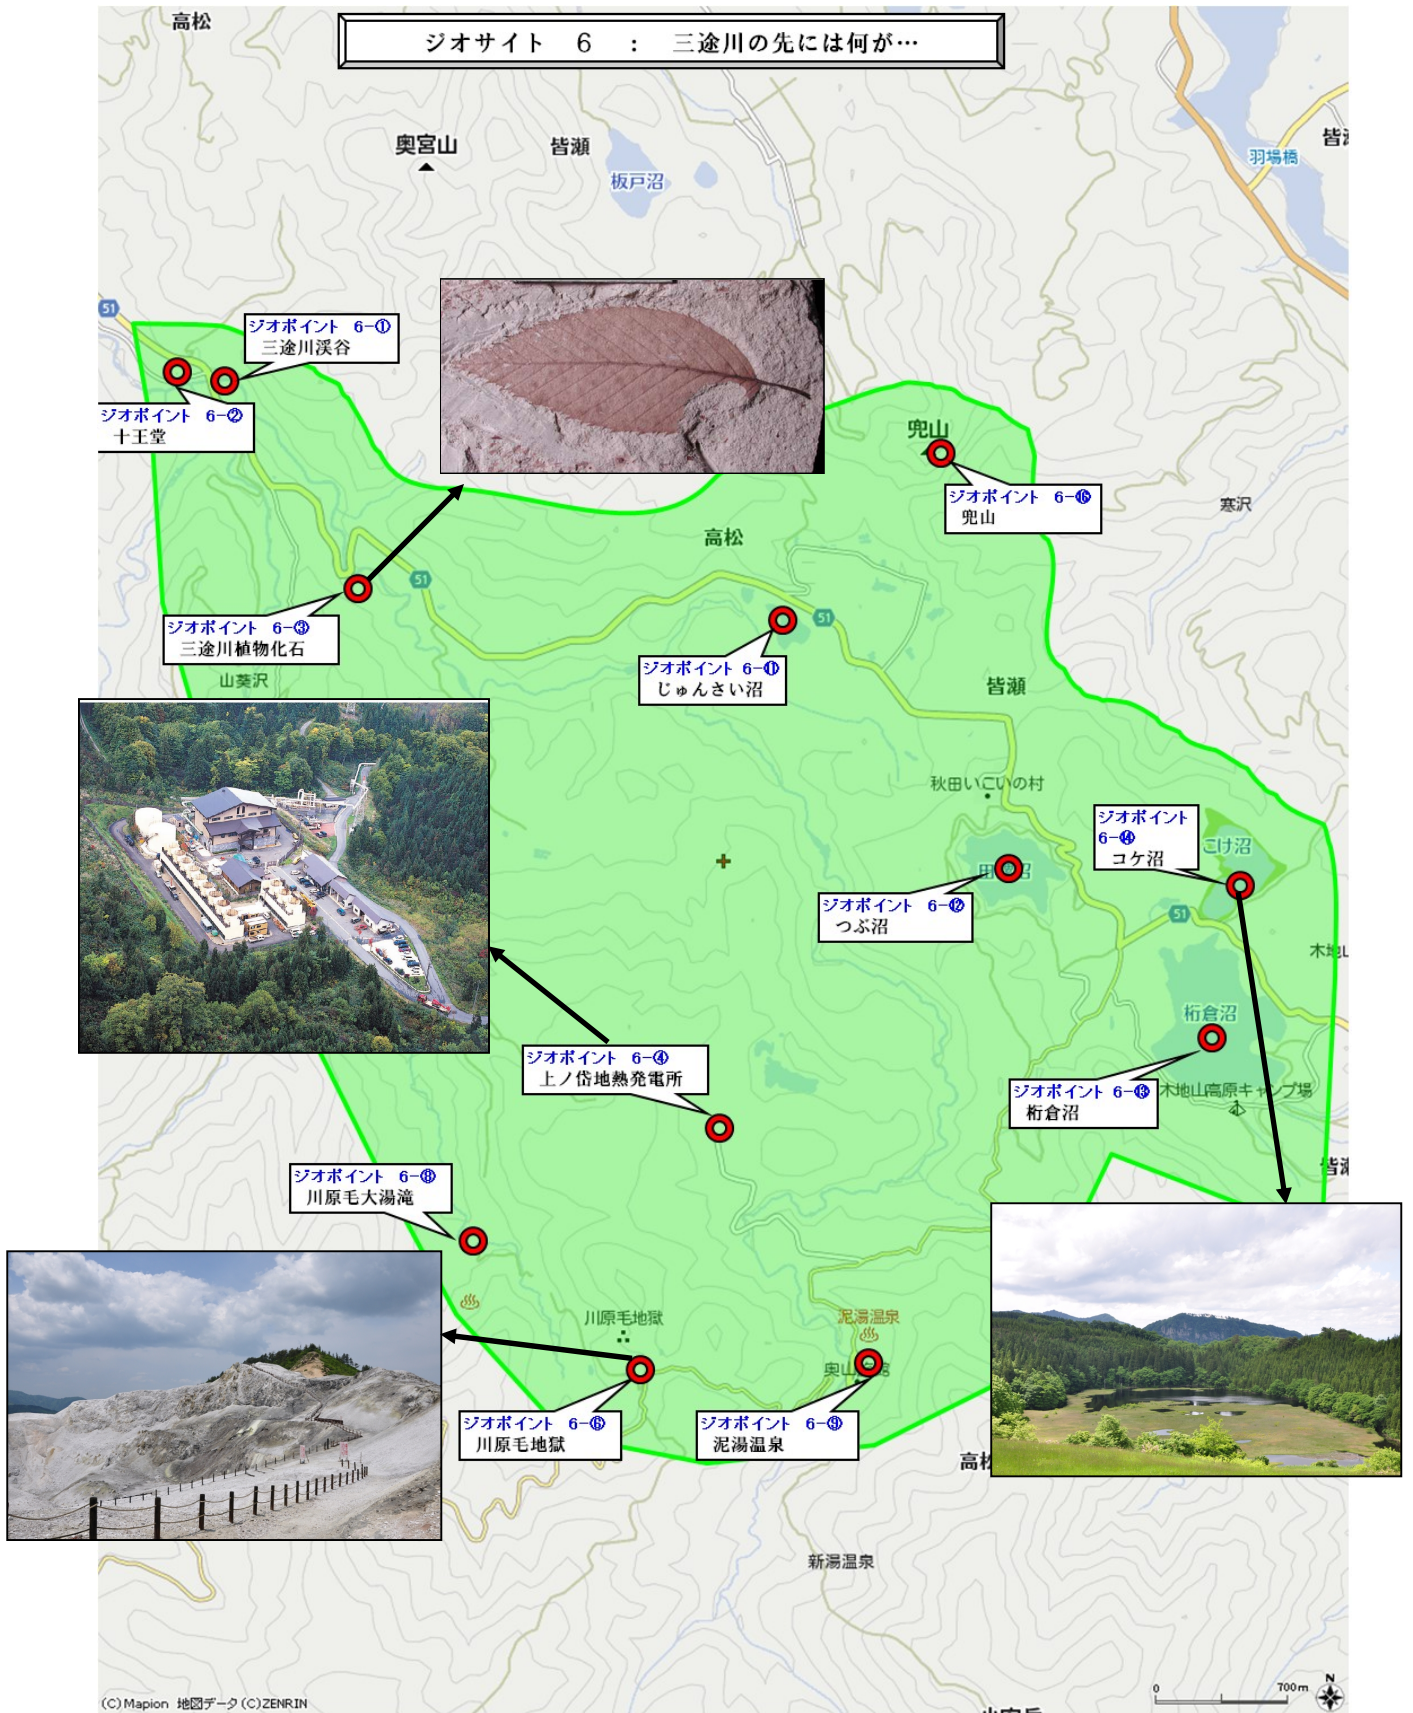 高松
ジオサイト　6　：　三途川の先には何が…
奥宮山
皆瀬
板戸沼
羽場橋
51
ジオポイント　6-①
三途川渓谷
ジオポイント　6-②
十王堂
兜山
ジオポイント　6-⑯
兜山
寒沢
高松
51
ジオポイント　6-③
三途川植物化石
51
ジオポイント　6-⑪
じゅんさい沼
山葵沢
皆瀬
秋田いこいの村
ジオポイント
6-⑭
コケ沼
こけ沼
ジオポイント　6-⑫
つぶ沼
51
桁倉沼
ジオポイント　6-④
上ノ岱地熱発電所
ジオポイント　6-⑬
桁倉沼
木地山高原キャンプ場
ジオポイント　6-⑧
川原毛大湯滝
川原毛地獄
泥湯温泉
ジオポイント　6-⑥
川原毛地獄
ジオポイント　6-⑨
泥湯温泉
新湯温泉
(C)Mapion 地図データ(C)ZENRIN
0
700m
N